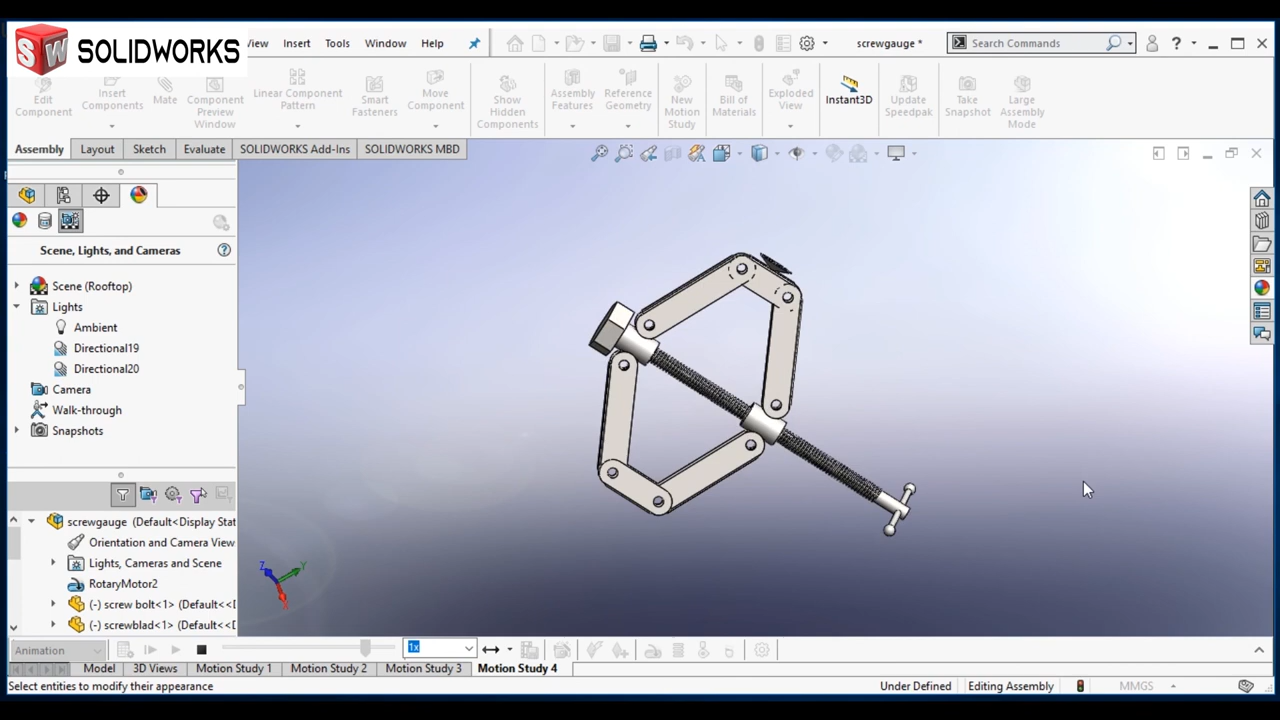 SW SOLIDWORKS
View Insert Tools Window Help screwgauge * Search Commands ?
Edit Component
Insert Components
Mate
Component Preview Window
Linear Component Pattern
Smart Fasteners
Move Component
Show Hidden Components
Assembly Features
Reference Geometry
New Motion Study
Bill of Materials
Exploded View
Instant3D
Update Speedpak
Take Snapshot
Large Assembly Mode
Assembly Layout Sketch Evaluate SOLIDWORKS Add-Ins SOLIDWORKS MBD
Scene, Lights, and Cameras ?
Scene (Rooftop)
Lights
Ambient
Directional19
Directional20
Camera
Walk-through
Snapshots
screwgauge (Default<Display Stat
Orientation and Camera View
Lights, Cameras and Scene
RotaryMotor2
(-) screw bolt<1> (Default<<D
(-) screwblad<1> (Default<<D
Z Y X
Animation 1x
Model 3D Views Motion Study 1 Motion Study 2 Motion Study 3 Motion Study 4
Select entities to modify their appearance Under Defined Editing Assembly MMGS